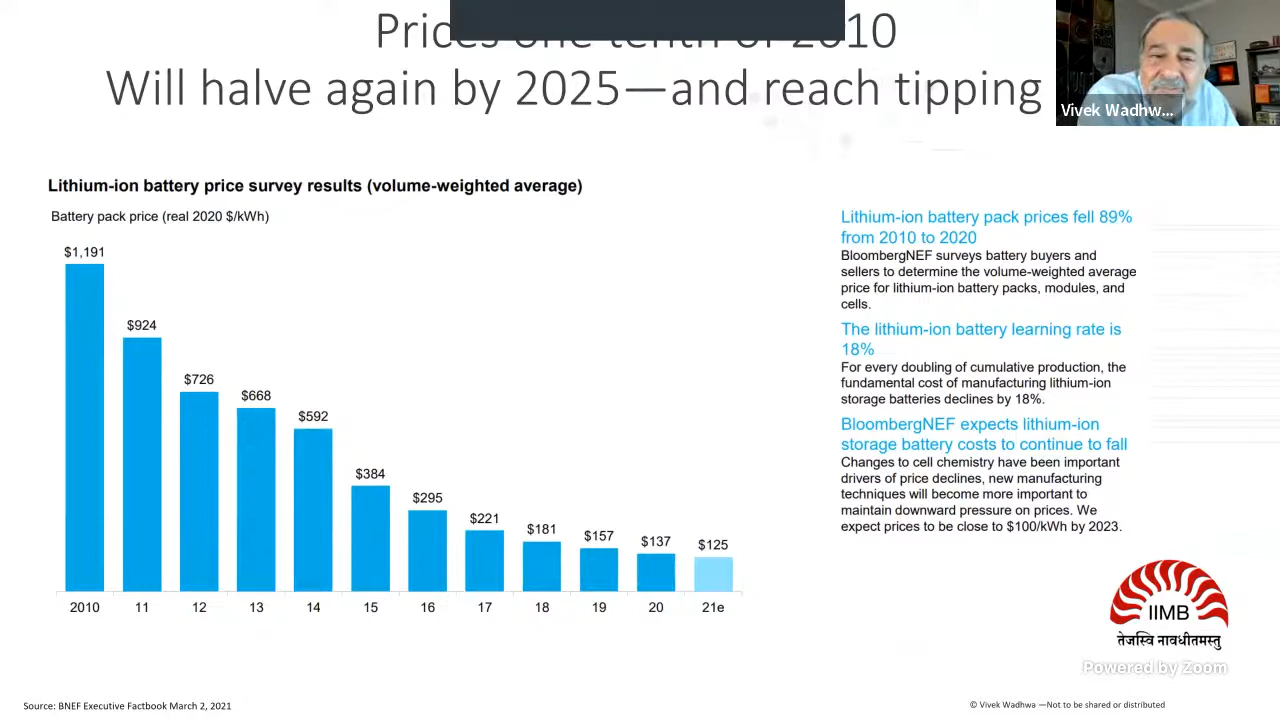 Prices one tenth of 2010
Will halve again by 2025—and reach tipping
Vivek Wadhw...
Lithium-ion battery price survey results (volume-weighted average)
Battery pack price (real 2020 $/kWh)
$1,191
$924
$726
$668
$592
$384
$295
$221
$181
$157
$137
$125
2010 11 12 13 14 15 16 17 18 19 20 21e
Lithium-ion battery pack prices fell 89%
from 2010 to 2020
BloombergNEF surveys battery buyers and
sellers to determine the volume-weighted average
price for lithium-ion battery packs, modules, and
cells.
The lithium-ion battery learning rate is
18%
For every doubling of cumulative production, the
fundamental cost of manufacturing lithium-ion
storage batteries declines by 18%.
BloombergNEF expects lithium-ion
storage battery costs to continue to fall
Changes to cell chemistry have been important
drivers of price declines, new manufacturing
techniques will become more important to
maintain downward pressure on prices. We
expect prices to be close to $100/kWh by 2023.
IIMB
तेजस्वि नावधीतमस्तु
Powered by Zoom
Source: BNEF Executive Factbook March 2, 2021
© Vivek Wadhwa —Not to be shared or distributed